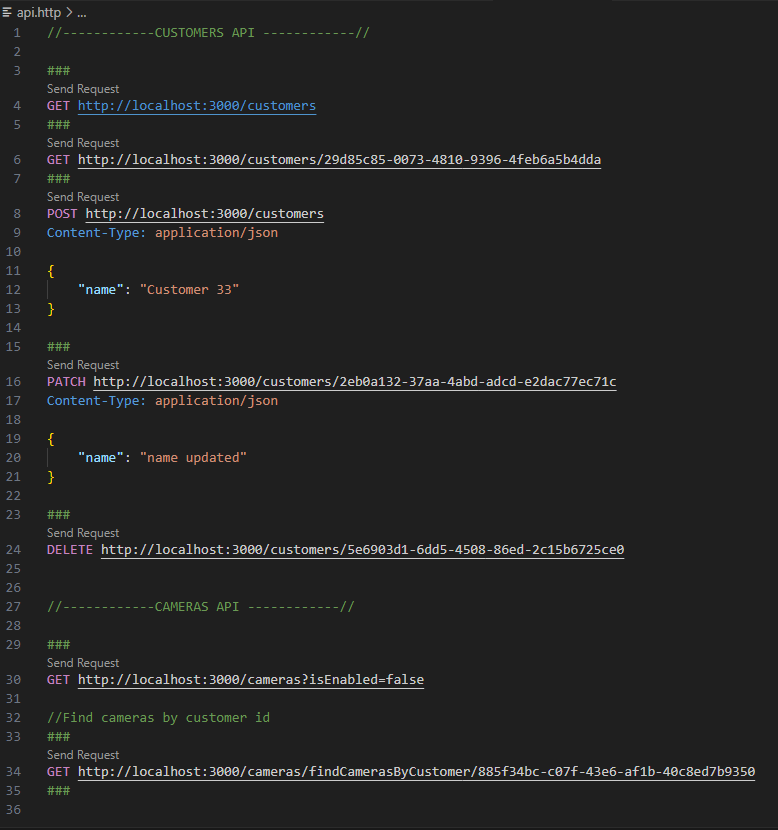 api.http > ...
1 //------------CUSTOMERS API ------------//
2
3 ###
Send Request
4 GET http://localhost:3000/customers
5 ###
Send Request
6 GET http://localhost:3000/customers/29d85c85-0073-4810-9396-4feb6a5b4dda
7 ###
Send Request
8 POST http://localhost:3000/customers
9 Content-Type: application/json
10
11 {
12 "name": "Customer 33"
13 }
14
15 ###
Send Request
16 PATCH http://localhost:3000/customers/2eb0a132-37aa-4abd-adcd-e2dac77ec71c
17 Content-Type: application/json
18
19 {
20 "name": "name updated"
21 }
22
23 ###
Send Request
24 DELETE http://localhost:3000/customers/5e6903d1-6dd5-4508-86ed-2c15b6725ce0
25
26
27 //------------CAMERAS API ------------//
28
29 ###
Send Request
30 GET http://localhost:3000/cameras?isEnabled=false
31
32 //Find cameras by customer id
33 ###
Send Request
34 GET http://localhost:3000/cameras/findCamerasByCustomer/885f34bc-c07f-43e6-af1b-40c8ed7b9350
35 ###
36